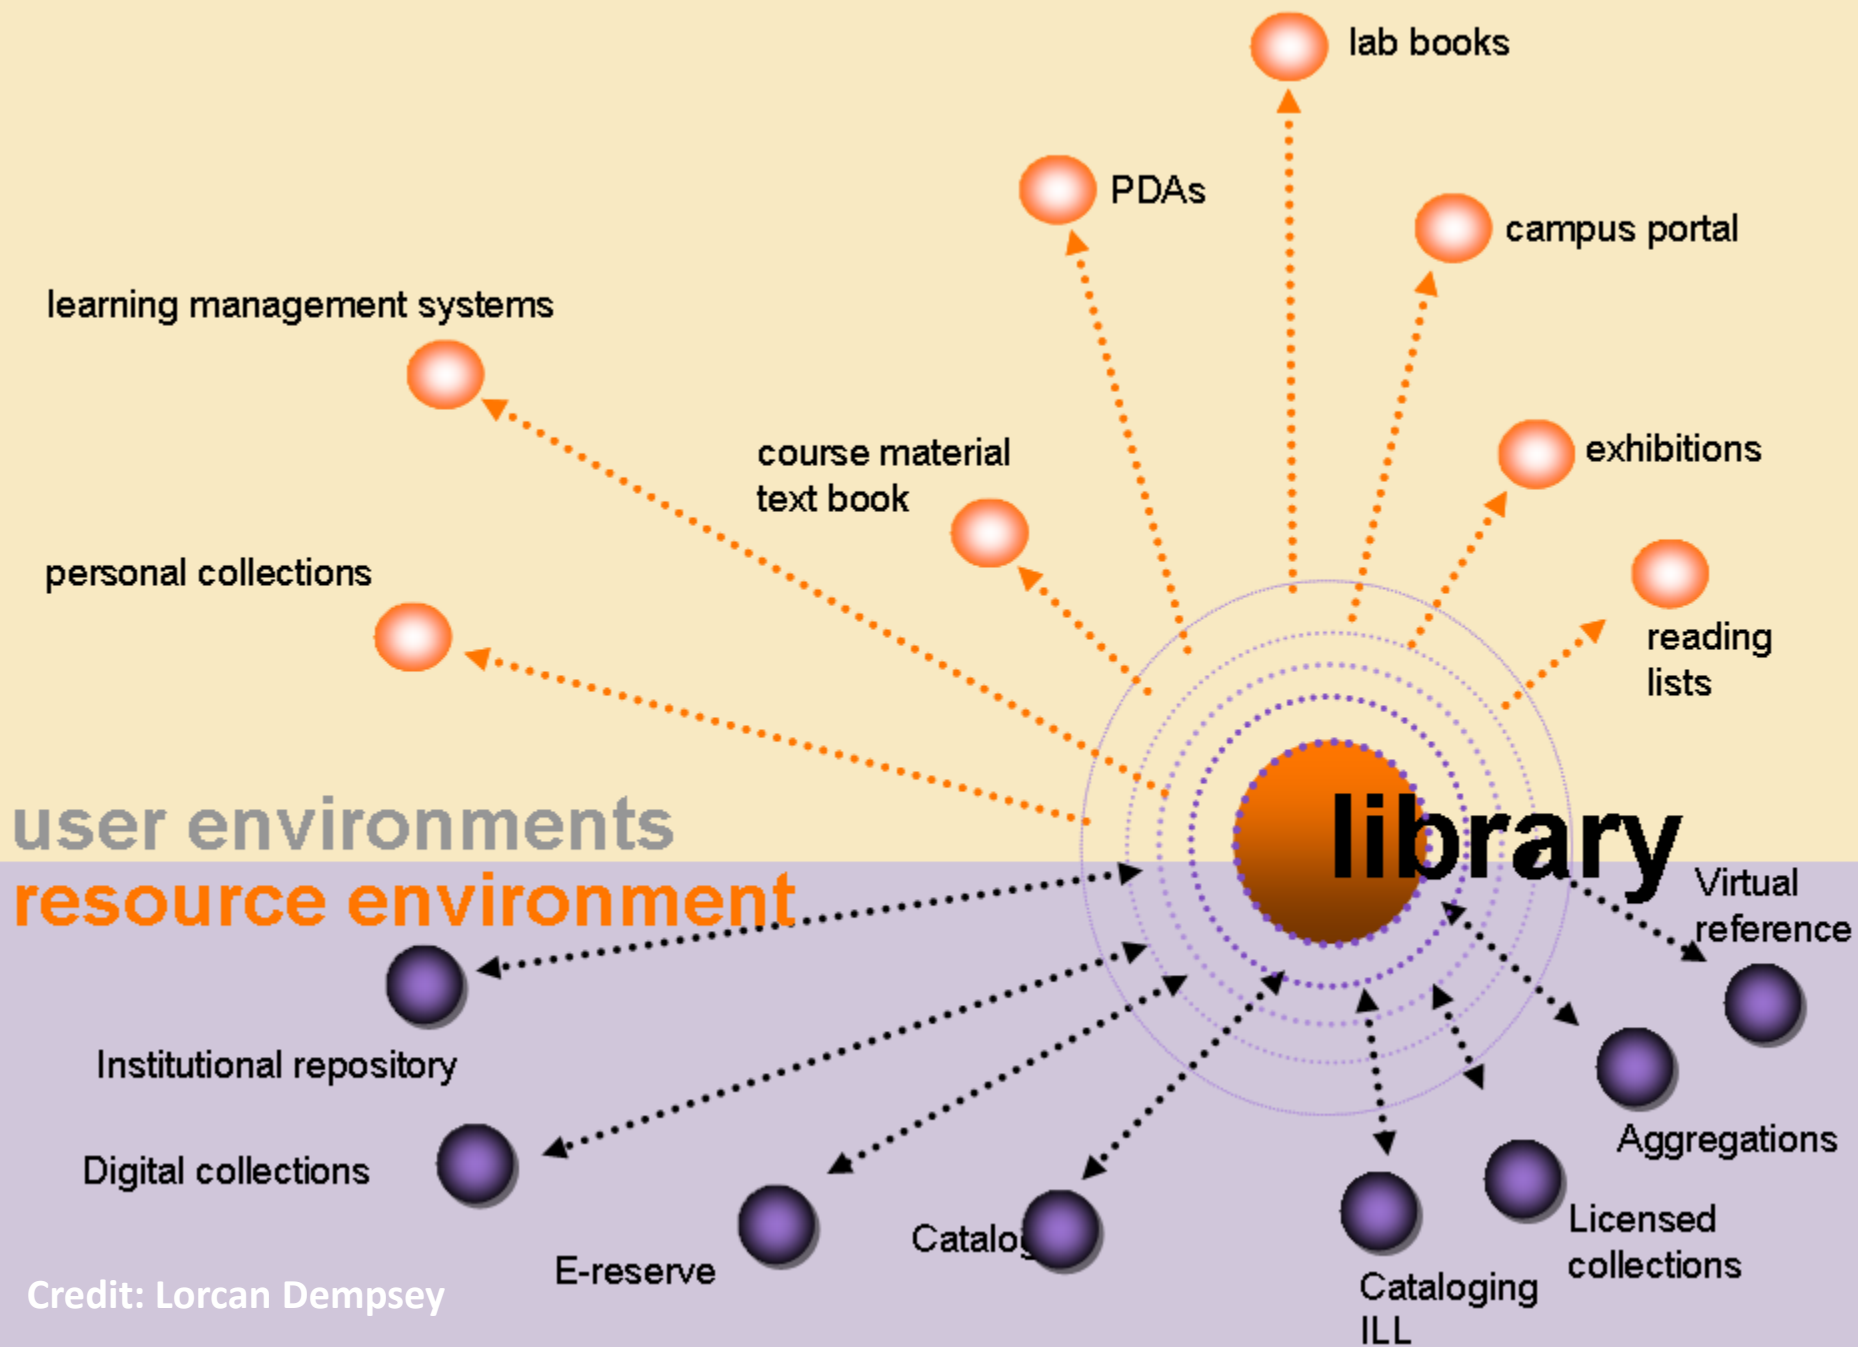 lab books
PDAs
campus portal
learning management systems
course material
text book
exhibitions
personal collections
reading
lists
user environments
library
resource environment
Virtual
reference
Institutional repository
Digital collections
Aggregations
E-reserve
Licensed
collections
Cataloging
ILL
Credit: Lorcan Dempsey